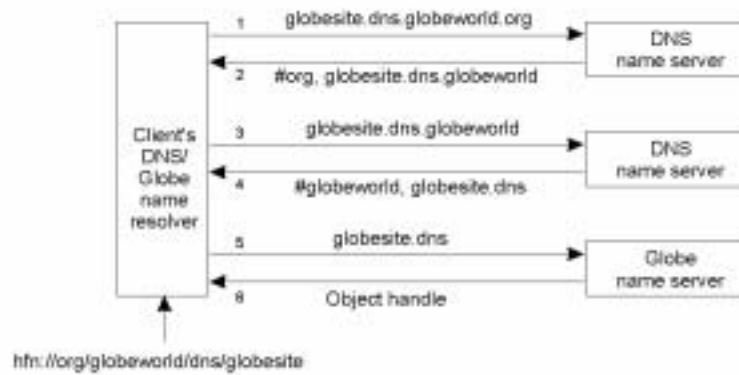 1 globesite.dns.globeworld.org
DNS
name server
2 #org, globesite.dns.globeworld
Client's
DNS/
Globe
name
resolver
3 globesite.dns.globeworld
DNS
name server
4 #globeworld, globesite.dns
5 globesite.dns
Globe
name server
6 Object handle
hfn://org/globeworld/dns/globesite